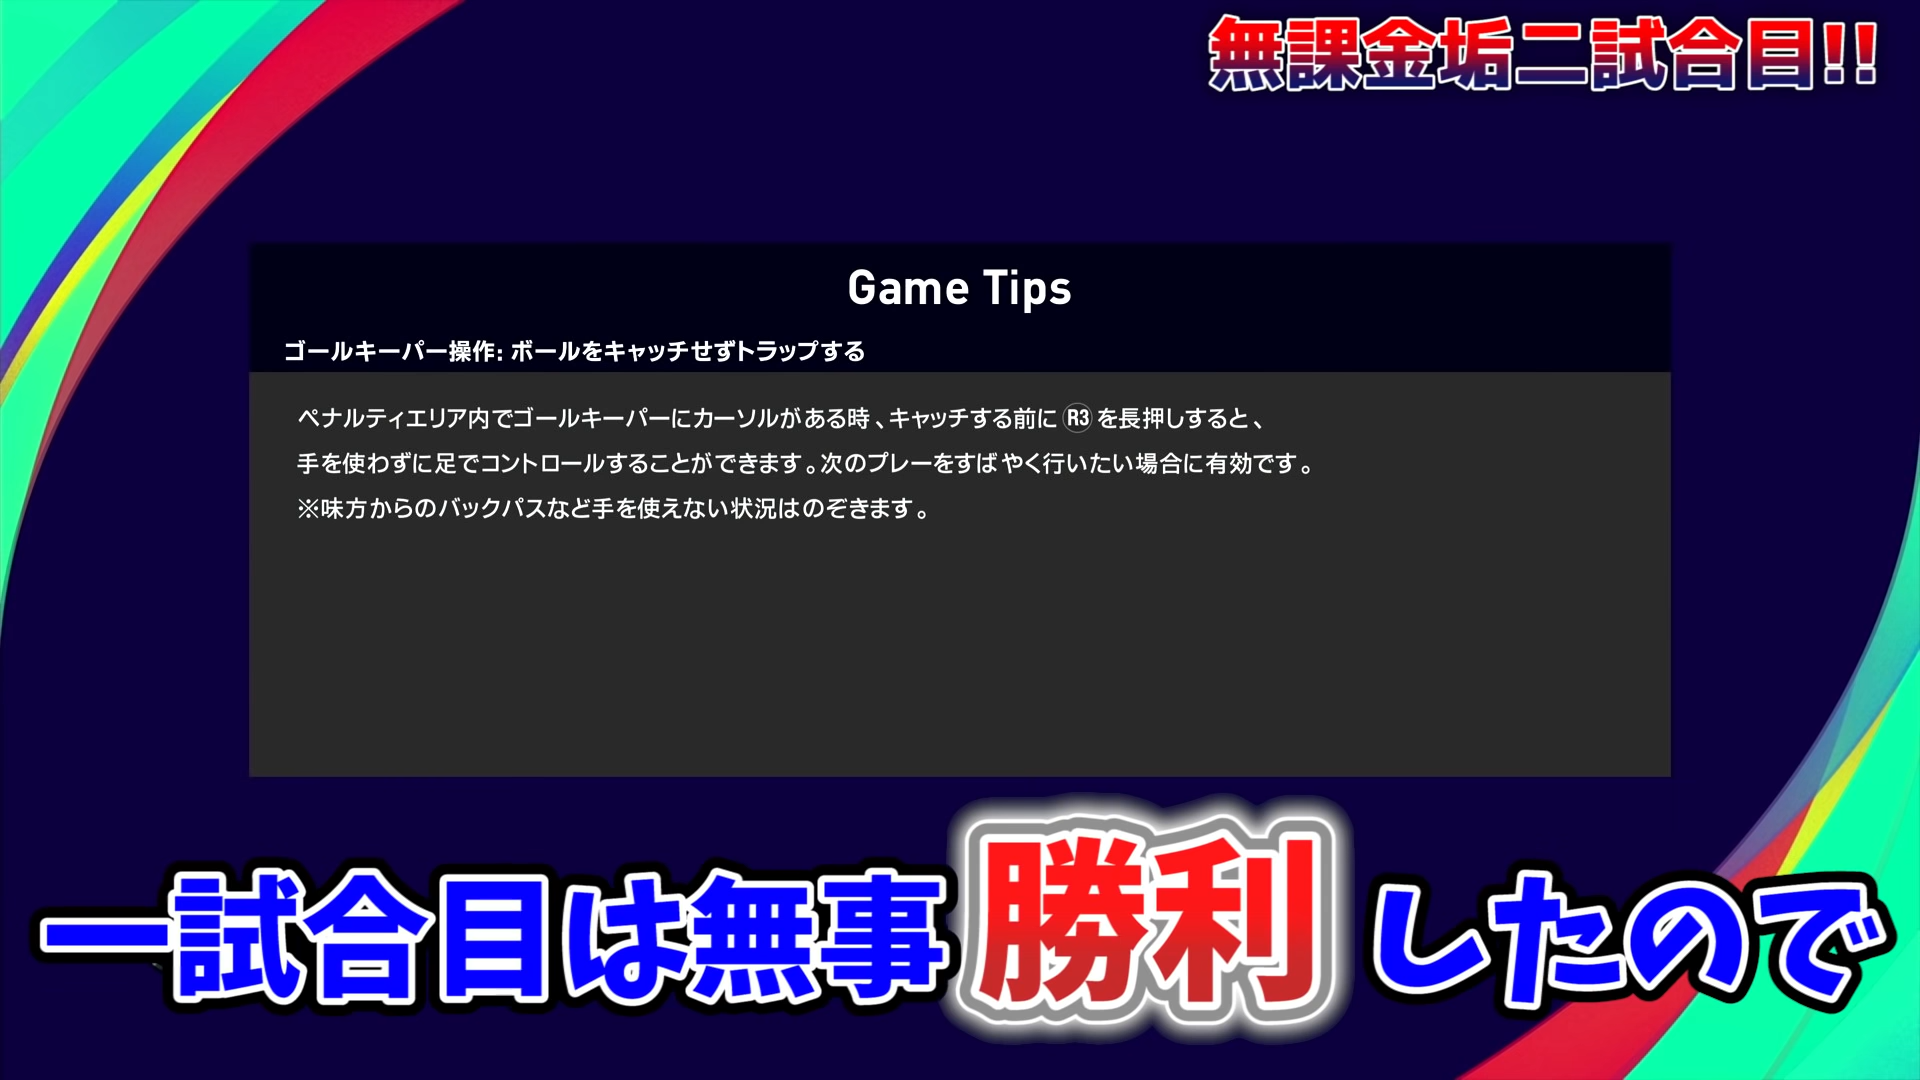 無課金垢二試合目!!
Game Tips
ゴールキーパー操作: ボールをキャッチせずトラップする
ペナルティエリア内でゴールキーパーにカーソルがある時、キャッチする前に R3 を長押しすると、
手を使わずに足でコントロールすることができます。次のプレーをすばやく行いたい場合に有効です。
※味方からのバックパスなど手を使えない状況はのぞきます。
一試合目は無事勝利したので